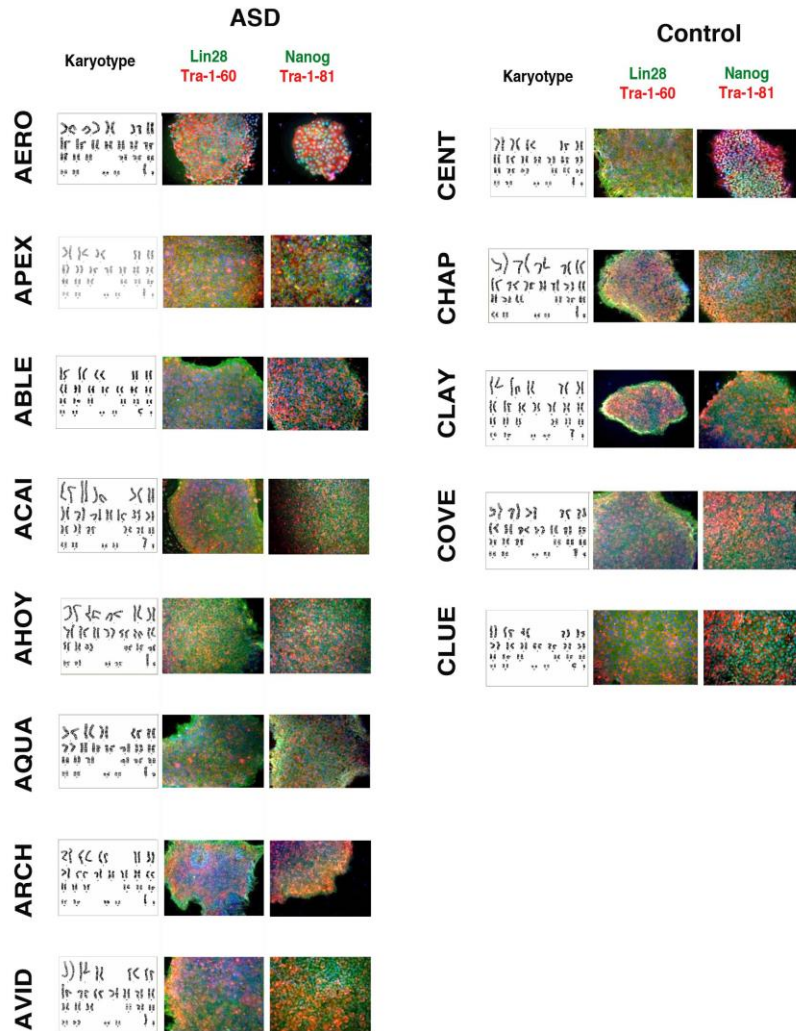 ASD
Karyotype
Lin28
Tra-1-60
Nanog
Tra-1-81
AERO
APEX
ABLE
ACAI
AHOY
AQUA
ARCH
AVID
Control
Karyotype
Lin28
Tra-1-60
Nanog
Tra-1-81
CENT
CHAP
CLAY
COVE
CLUE